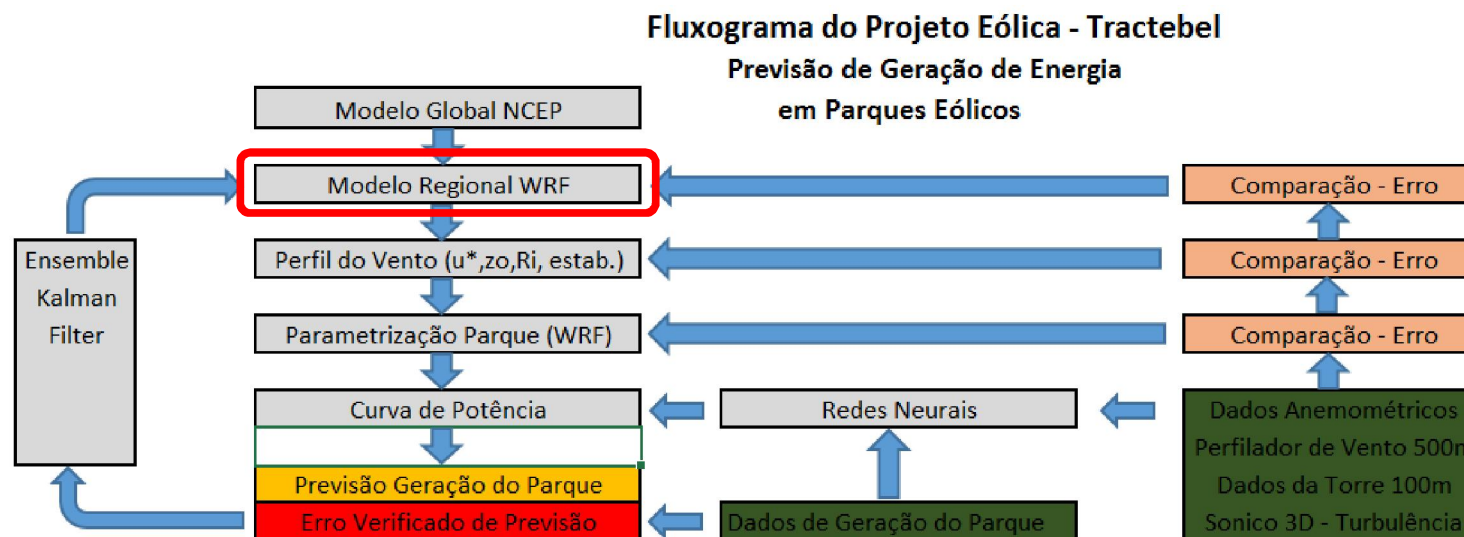 Fluxograma do Projeto Eólica - Tractebel
Previsão de Geração de Energia
em Parques Eólicos
Modelo Global NCEP
Modelo Regional WRF
Comparação - Erro
Ensemble
Kalman
Filter
Perfil do Vento (u*,zo,Ri, estab.)
Comparação - Erro
Parametrização Parque (WRF)
Comparação - Erro
Curva de Potência
Redes Neurais
Dados Anemométricos
Perfilador de Vento 500m
Dados da Torre 100m
Sonico 3D - Turbulência
Previsão Geração do Parque
Erro Verificado de Previsão
Dados de Geração do Parque